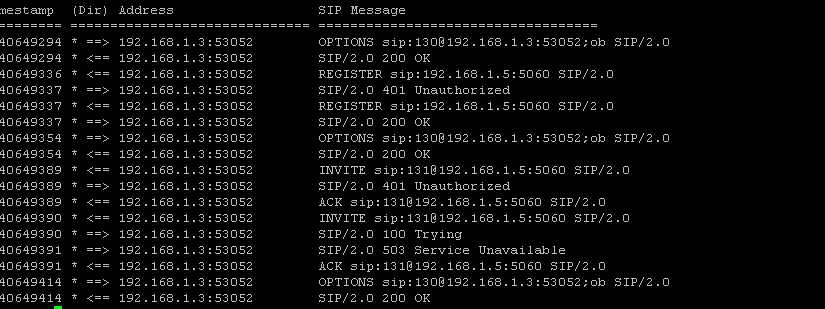 mestamp (Dir) Address SIP Message
======== ===== ======================== ===================================
40649294 * ==> 192.168.1.3:53052 OPTIONS sip:130@192.168.1.3:53052;ob SIP/2.0
40649294 * <== 192.168.1.3:53052 SIP/2.0 200 OK
40649336 * <== 192.168.1.3:53052 REGISTER sip:192.168.1.5:5060 SIP/2.0
40649337 * ==> 192.168.1.3:53052 SIP/2.0 401 Unauthorized
40649337 * <== 192.168.1.3:53052 REGISTER sip:192.168.1.5:5060 SIP/2.0
40649337 * ==> 192.168.1.3:53052 SIP/2.0 200 OK
40649354 * ==> 192.168.1.3:53052 OPTIONS sip:130@192.168.1.3:53052;ob SIP/2.0
40649354 * <== 192.168.1.3:53052 SIP/2.0 200 OK
40649389 * <== 192.168.1.3:53052 INVITE sip:131@192.168.1.5:5060 SIP/2.0
40649389 * ==> 192.168.1.3:53052 SIP/2.0 401 Unauthorized
40649389 * <== 192.168.1.3:53052 ACK sip:131@192.168.1.5:5060 SIP/2.0
40649390 * <== 192.168.1.3:53052 INVITE sip:131@192.168.1.5:5060 SIP/2.0
40649390 * ==> 192.168.1.3:53052 SIP/2.0 100 Trying
40649391 * ==> 192.168.1.3:53052 SIP/2.0 503 Service Unavailable
40649391 * <== 192.168.1.3:53052 ACK sip:131@192.168.1.5:5060 SIP/2.0
40649414 * ==> 192.168.1.3:53052 OPTIONS sip:130@192.168.1.3:53052;ob SIP/2.0
40649414 * <== 192.168.1.3:53052 SIP/2.0 200 OK